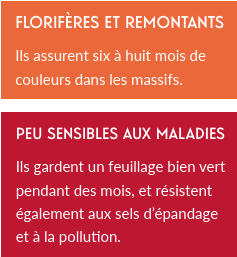 FLORIFÈRES ET REMONTANTS
Ils assurent six à huit mois de
couleurs dans les massifs.
PEU SENSIBLES AUX MALADIES
Ils gardent un feuillage bien vert
pendant des mois, et résistent
également aux sels d’épandage
et à la pollution.